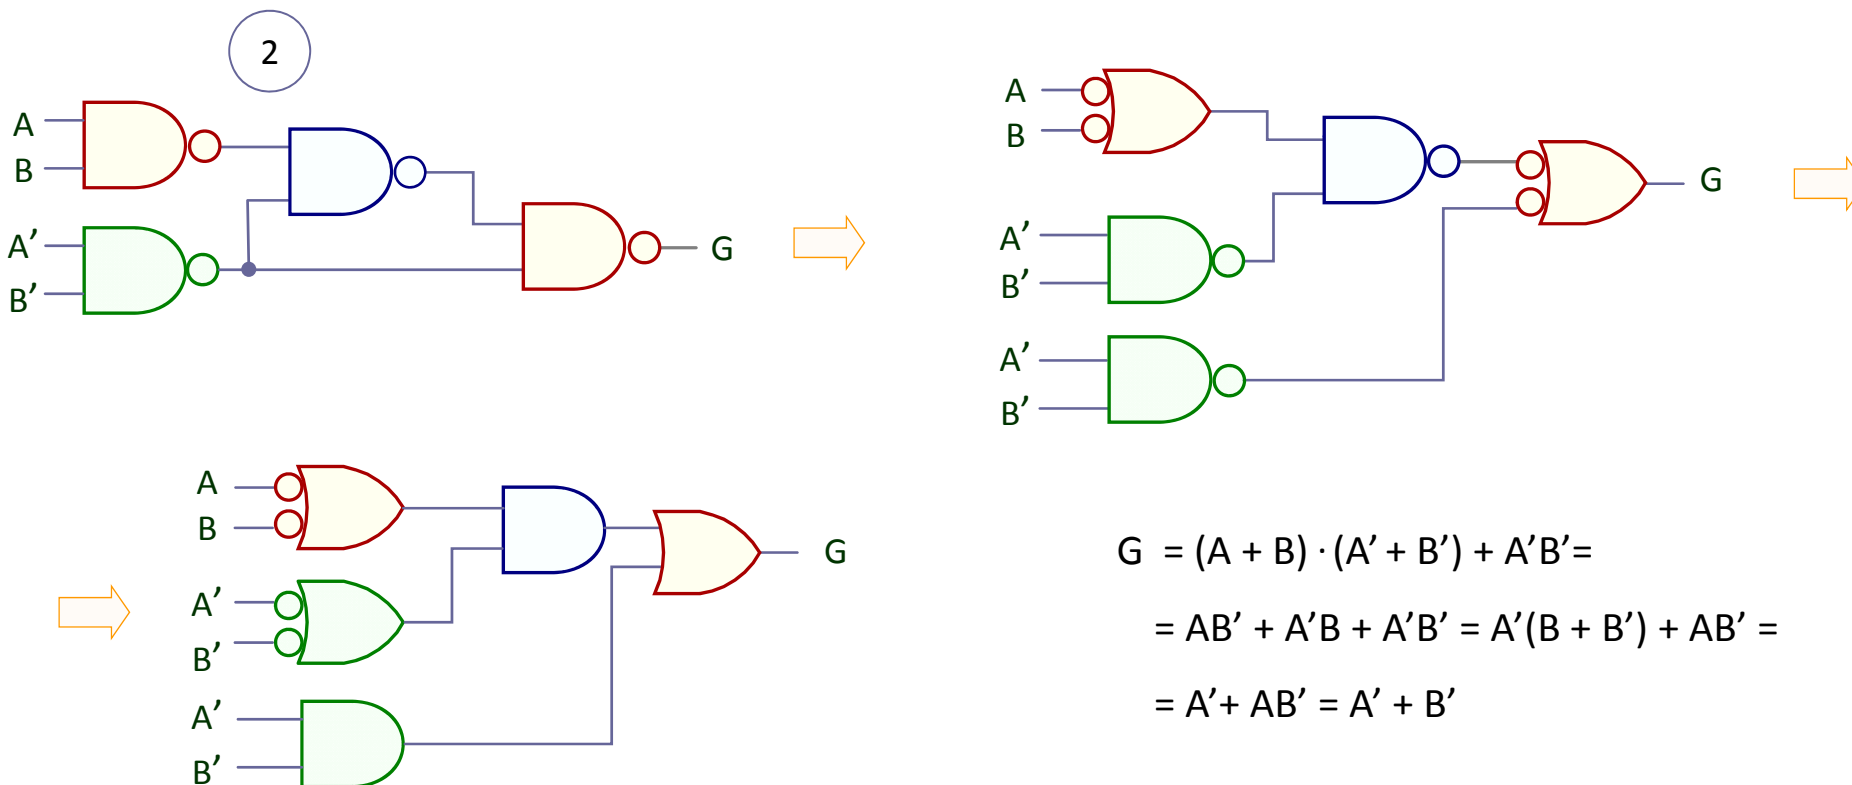 2
A
B
A’
B’
G
A
B
A’
B’
A’
B’
G
A
B
A’
B’
A’
B’
G
G = (A + B) · (A’ + B’) + A’B’=
= AB’ + A’B + A’B’ = A’(B + B’) + AB’ =
= A’+ AB’ = A’ + B’